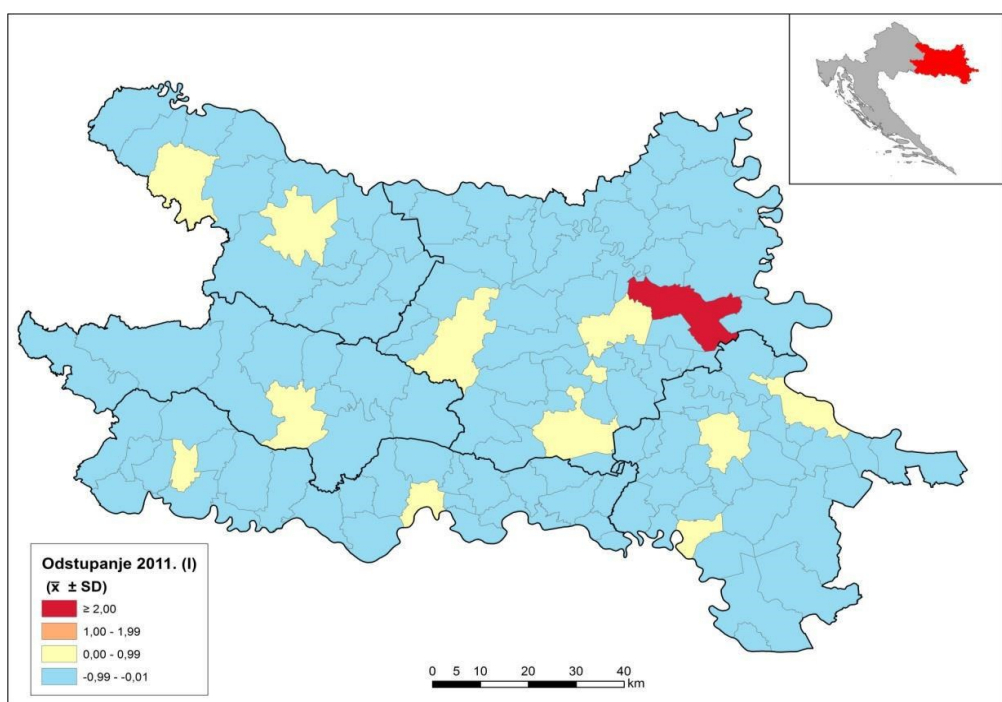 Odstupanje 2011. (I)
(x̅ ± SD)
≥ 2,00
1,00 - 1,99
0,00 - 0,99
-0,99 - -0,01
0 5 10 20 30 40
km